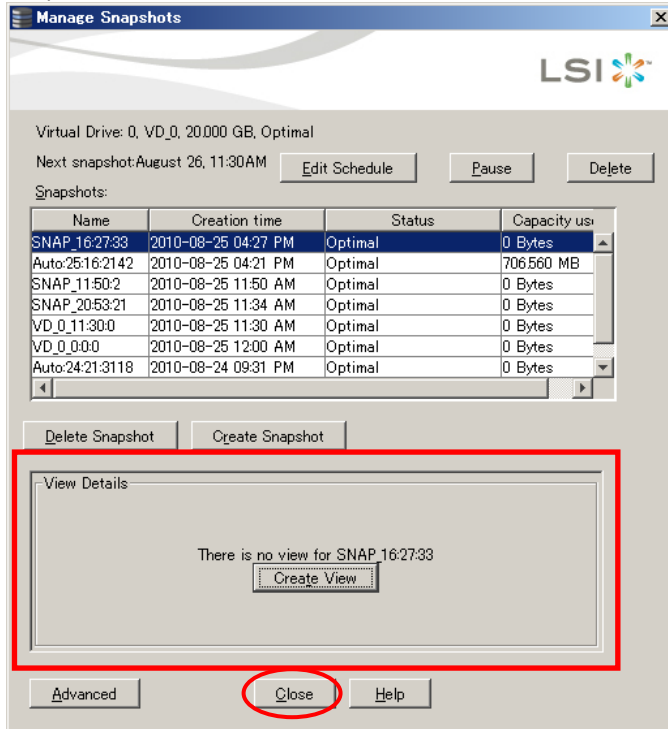 Manage Snapshots
LSI
Virtual Drive: 0, VD_0, 20.000 GB, Optimal
Next snapshot:August 26, 11:30AM Edit Schedule Pause Delete
Snapshots:
Name Creation time Status Capacity use
SNAP_16:27:33 2010-08-25 04:27 PM Optimal 0 Bytes
Auto:25:16:2142 2010-08-25 04:21 PM Optimal 706.560 MB
SNAP_11:50:2 2010-08-25 11:50 AM Optimal 0 Bytes
SNAP_20:53:21 2010-08-25 11:34 AM Optimal 0 Bytes
VD_0_11:30:0 2010-08-25 11:30 AM Optimal 0 Bytes
VD_0_0:0:0 2010-08-25 12:00 AM Optimal 0 Bytes
Auto:24:21:3118 2010-08-24 09:31 PM Optimal 0 Bytes
Delete Snapshot Create Snapshot
View Details
There is no view for SNAP_16:27:33
Create View
Advanced Close Help